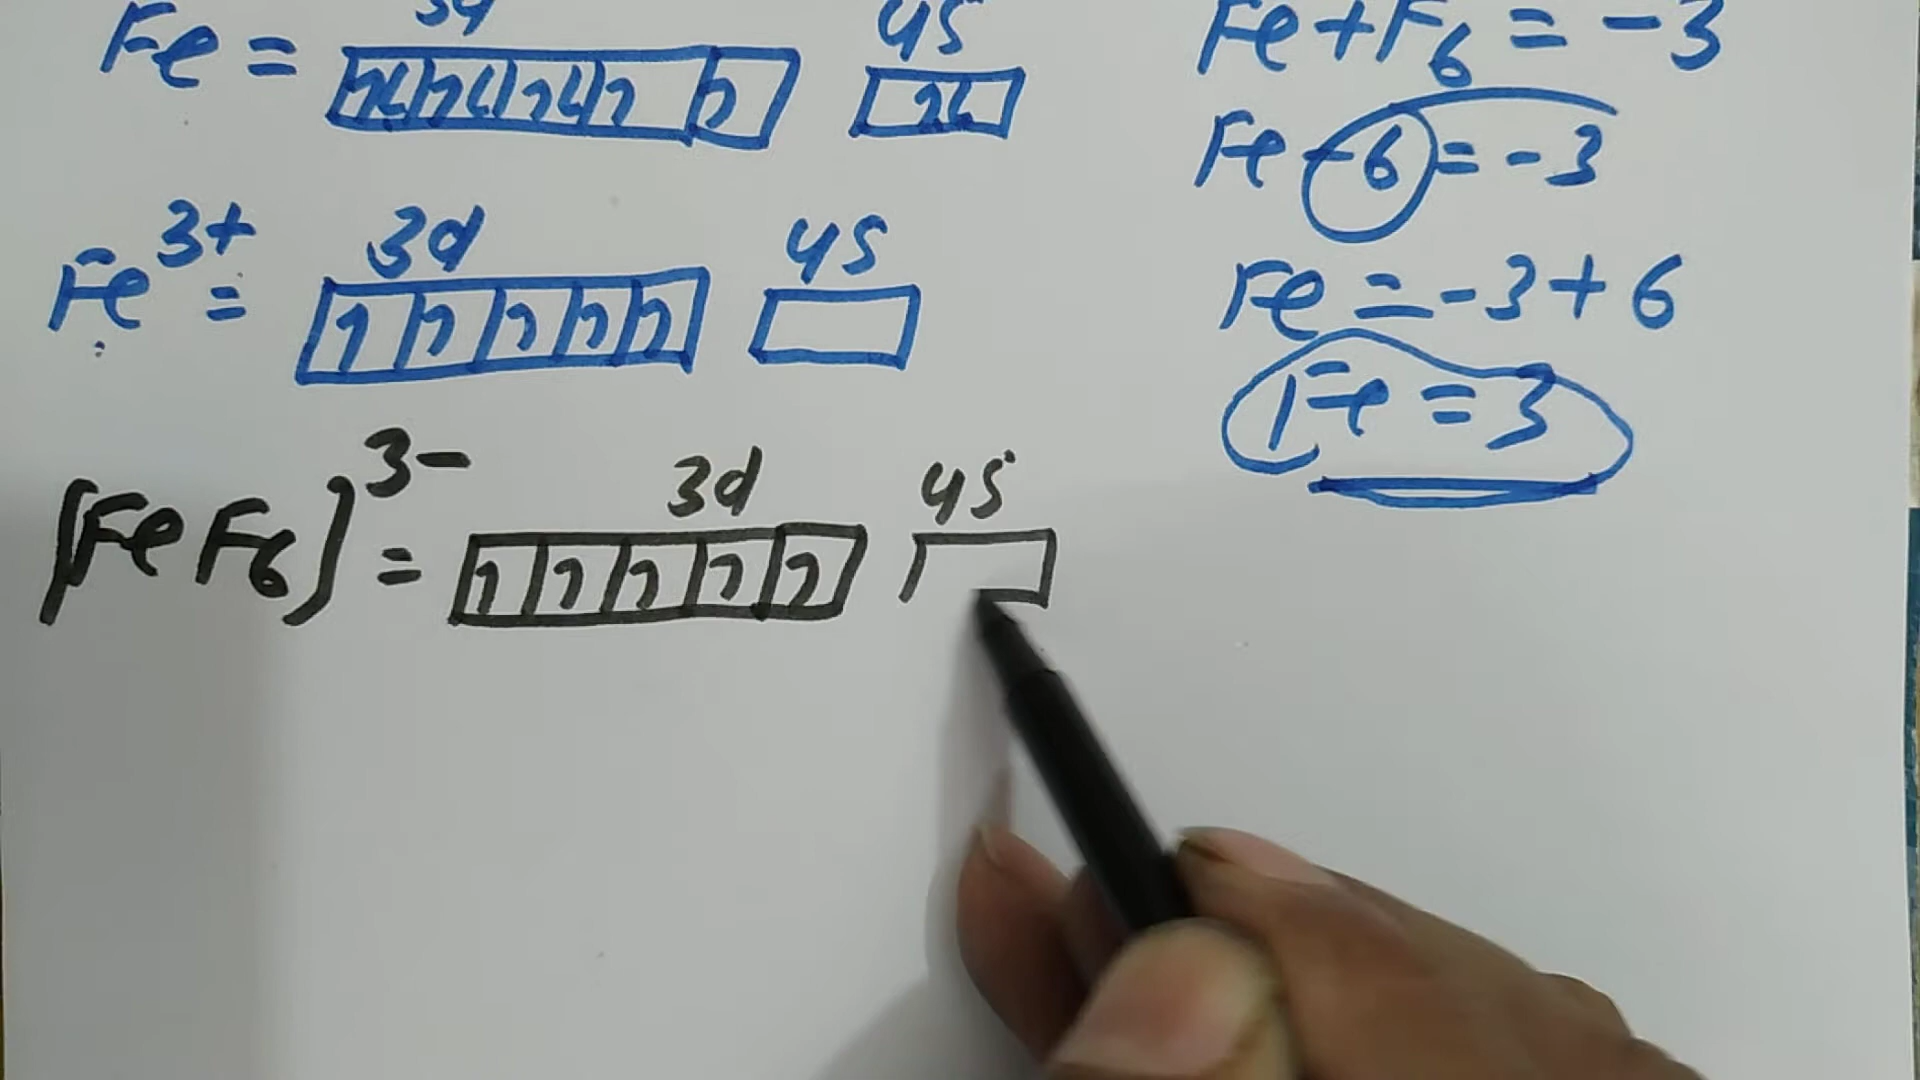 Fe = 3d 4s
Fe³⁺ = 3d 4s
[FeF₆]³⁻ = 3d 4s
Fe+F₆ = -3
Fe-6 = -3
Fe = -3+6
Fe = 3